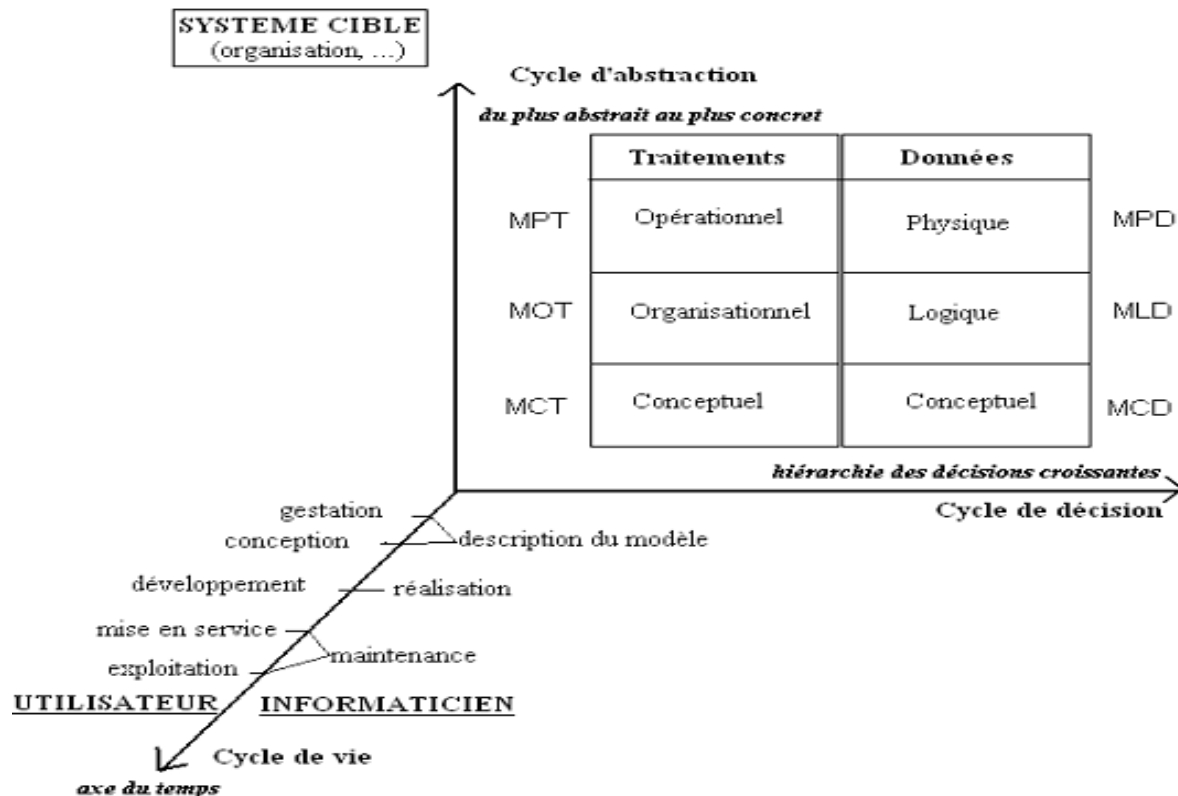 SYSTEME CIBLE
(organisation, ...)
Cycle d'abstraction
du plus abstrait au plus concret
Traitements Données
MPT Opérationnel Physique MPD
MOT Organisationnel Logique MLD
MCT Conceptuel Conceptuel MCD
hiérarchie des décisions croissantes
Cycle de décision
gestation
conception description du modèle
développement réalisation
mise en service
maintenance
exploitation
UTILISATEUR INFORMATICIEN
Cycle de vie
axe du temps